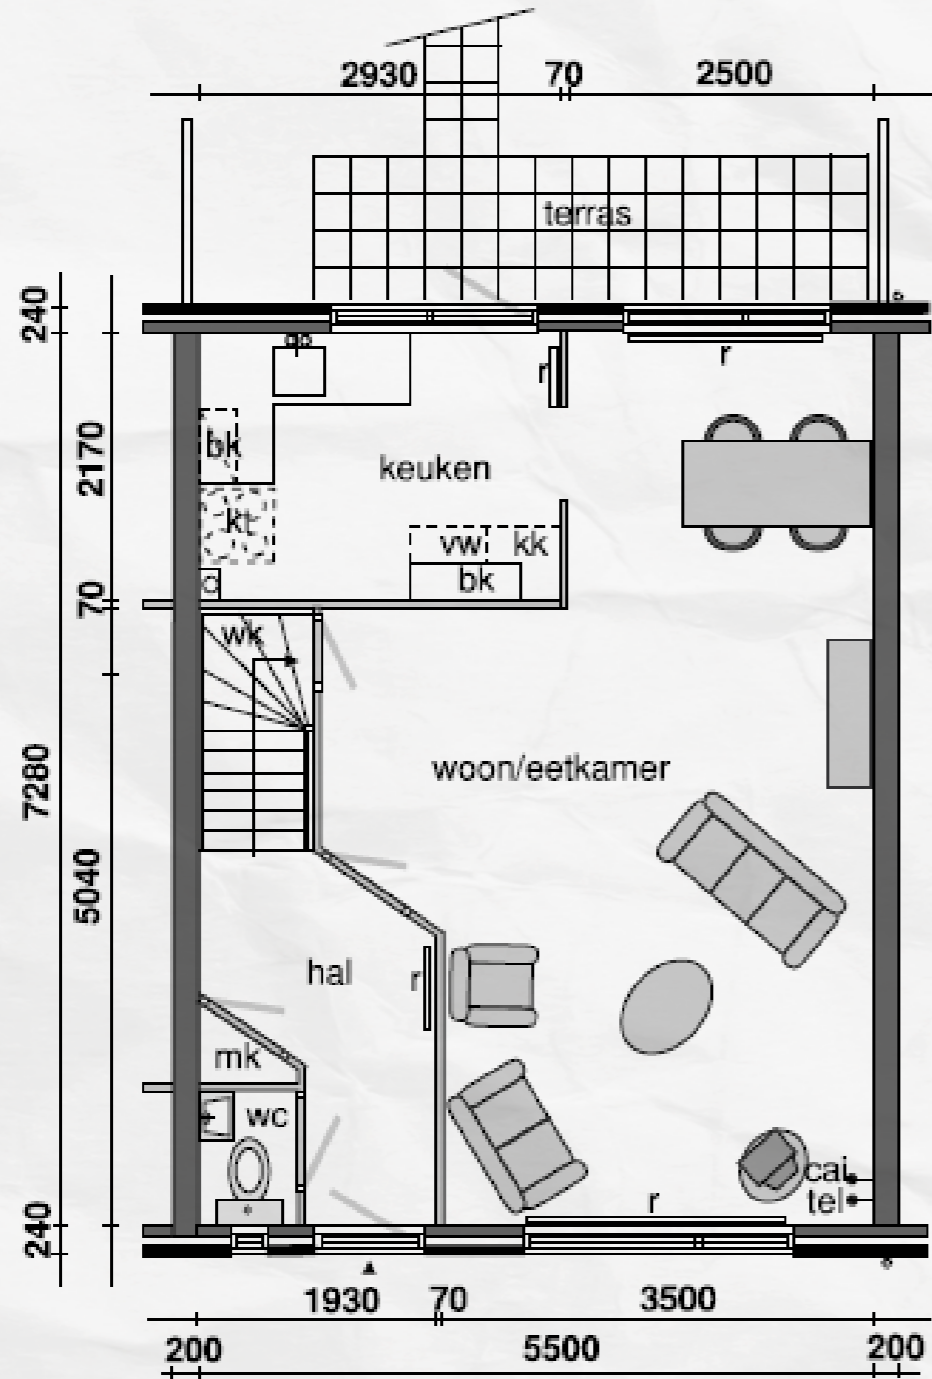 2930 70 2500
terras
240
r
r
bk
keuken
2170
kt
vw kk
bk
70
wk
woon/eetkamer
7280
5040
hal
r
mk
wc
cai
tel
r
240
1930 70 3500
200 5500 200